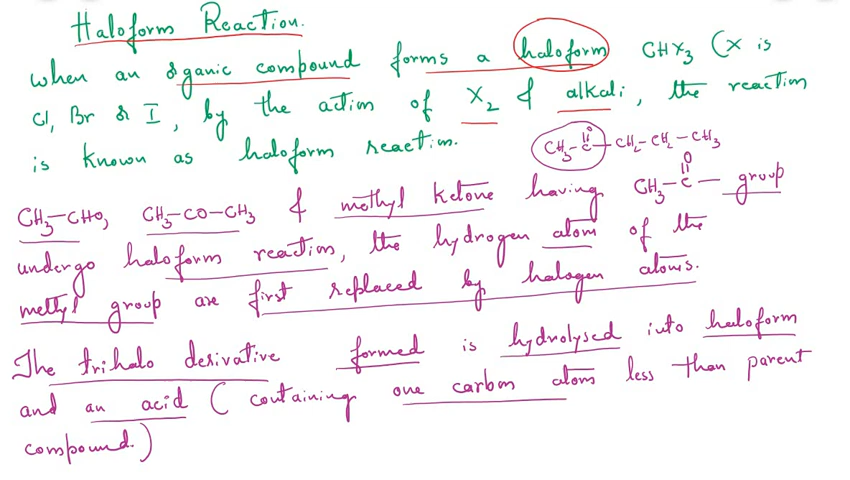 Haloform Reaction.
when an organic compound forms a haloform CHX3 (X is
Cl, Br & I, by the action of X2 & alkali, the reaction
is known as haloform reaction.
CH3-C-CH2-CH2-CH3
O
O
CH3-CHO, CH3-CO-CH3 & methyl ketone having CH3-C- group
undergo haloform reaction, the hydrogen atom of the
methyl group are first replaced by halogen atoms.
The trihalo derivative formed is hydrolysed into haloform
and an acid (containing one carbon atom less than parent
compound.)